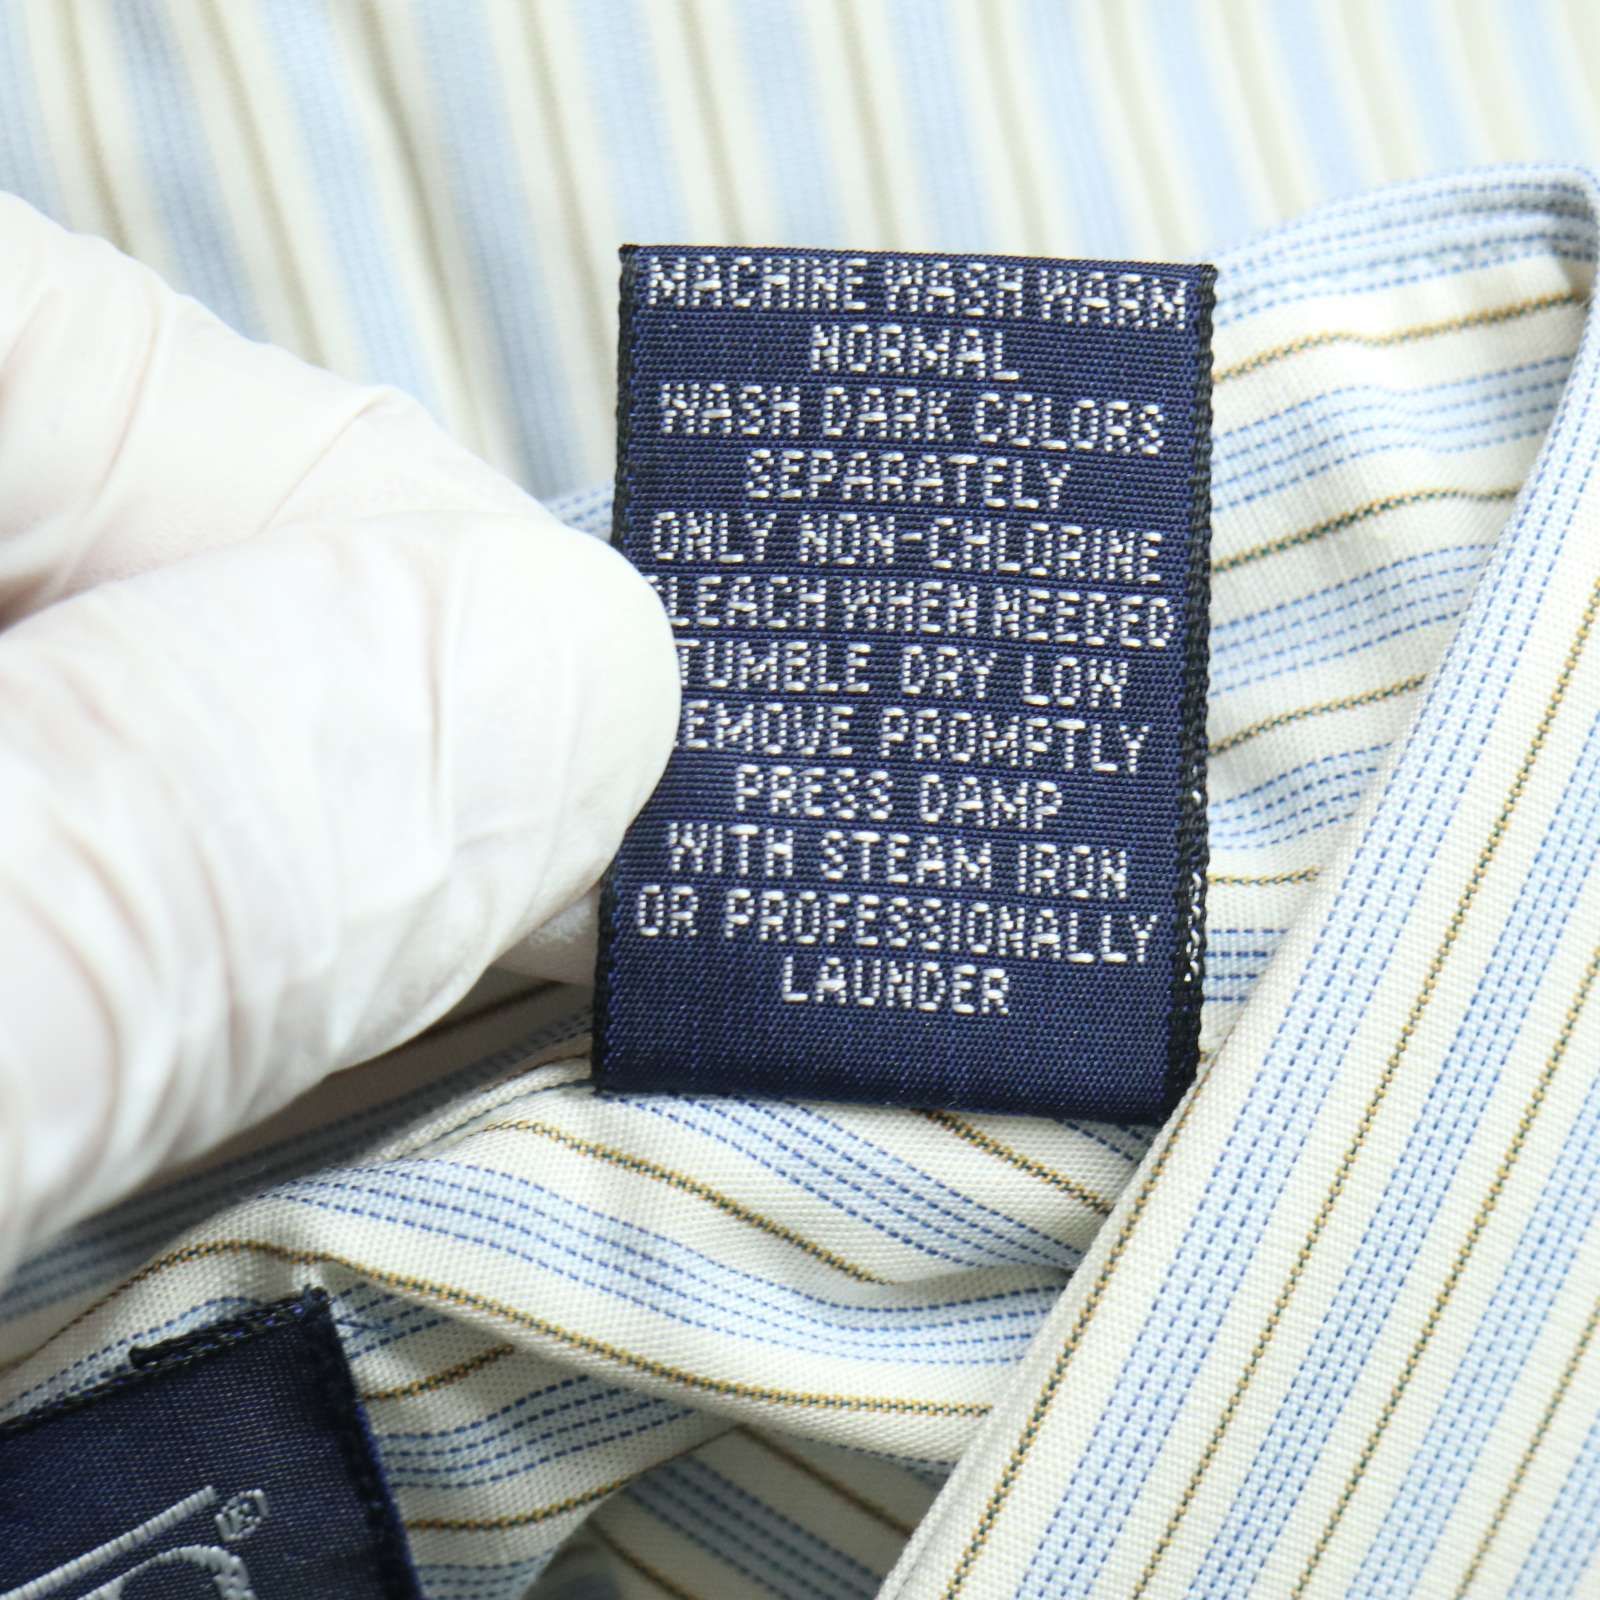 MACHINE WASH WARM
NORMAL
WASH DARK COLORS
SEPARATELY
ONLY NON-CHLORINE
BLEACH WHEN NEEDED
TUMBLE DRY LOW
REMOVE PROMPTLY
PRESS DAMP
WITH STEAM IRON
OR PROFESSIONALLY
LAUNDER
®